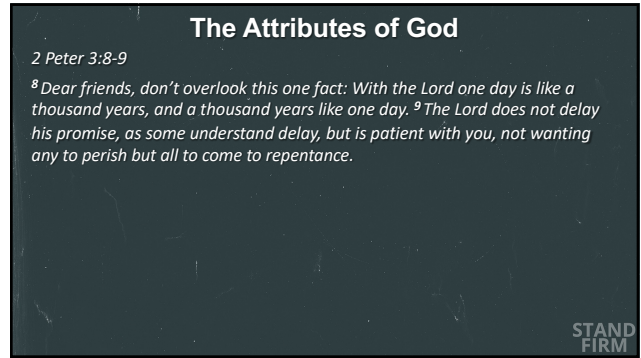 The Attributes of God
2 Peter 3:8-9
8 Dear friends, don’t overlook this one fact: With the Lord one day is like a
thousand years, and a thousand years like one day. 9 The Lord does not delay
his promise, as some understand delay, but is patient with you, not wanting
any to perish but all to come to repentance.
STAND
FIRM